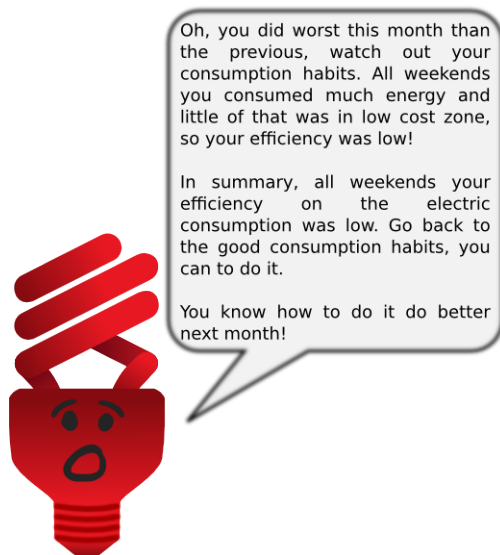 Oh, you did worst this month than
the previous, watch out your
consumption habits. All weekends
you consumed much energy and
little of that was in low cost zone,
so your efficiency was low!
In summary, all weekends your
efficiency on the electric
consumption was low. Go back to
the good consumption habits, you
can to do it.
You know how to do it do better
next month!